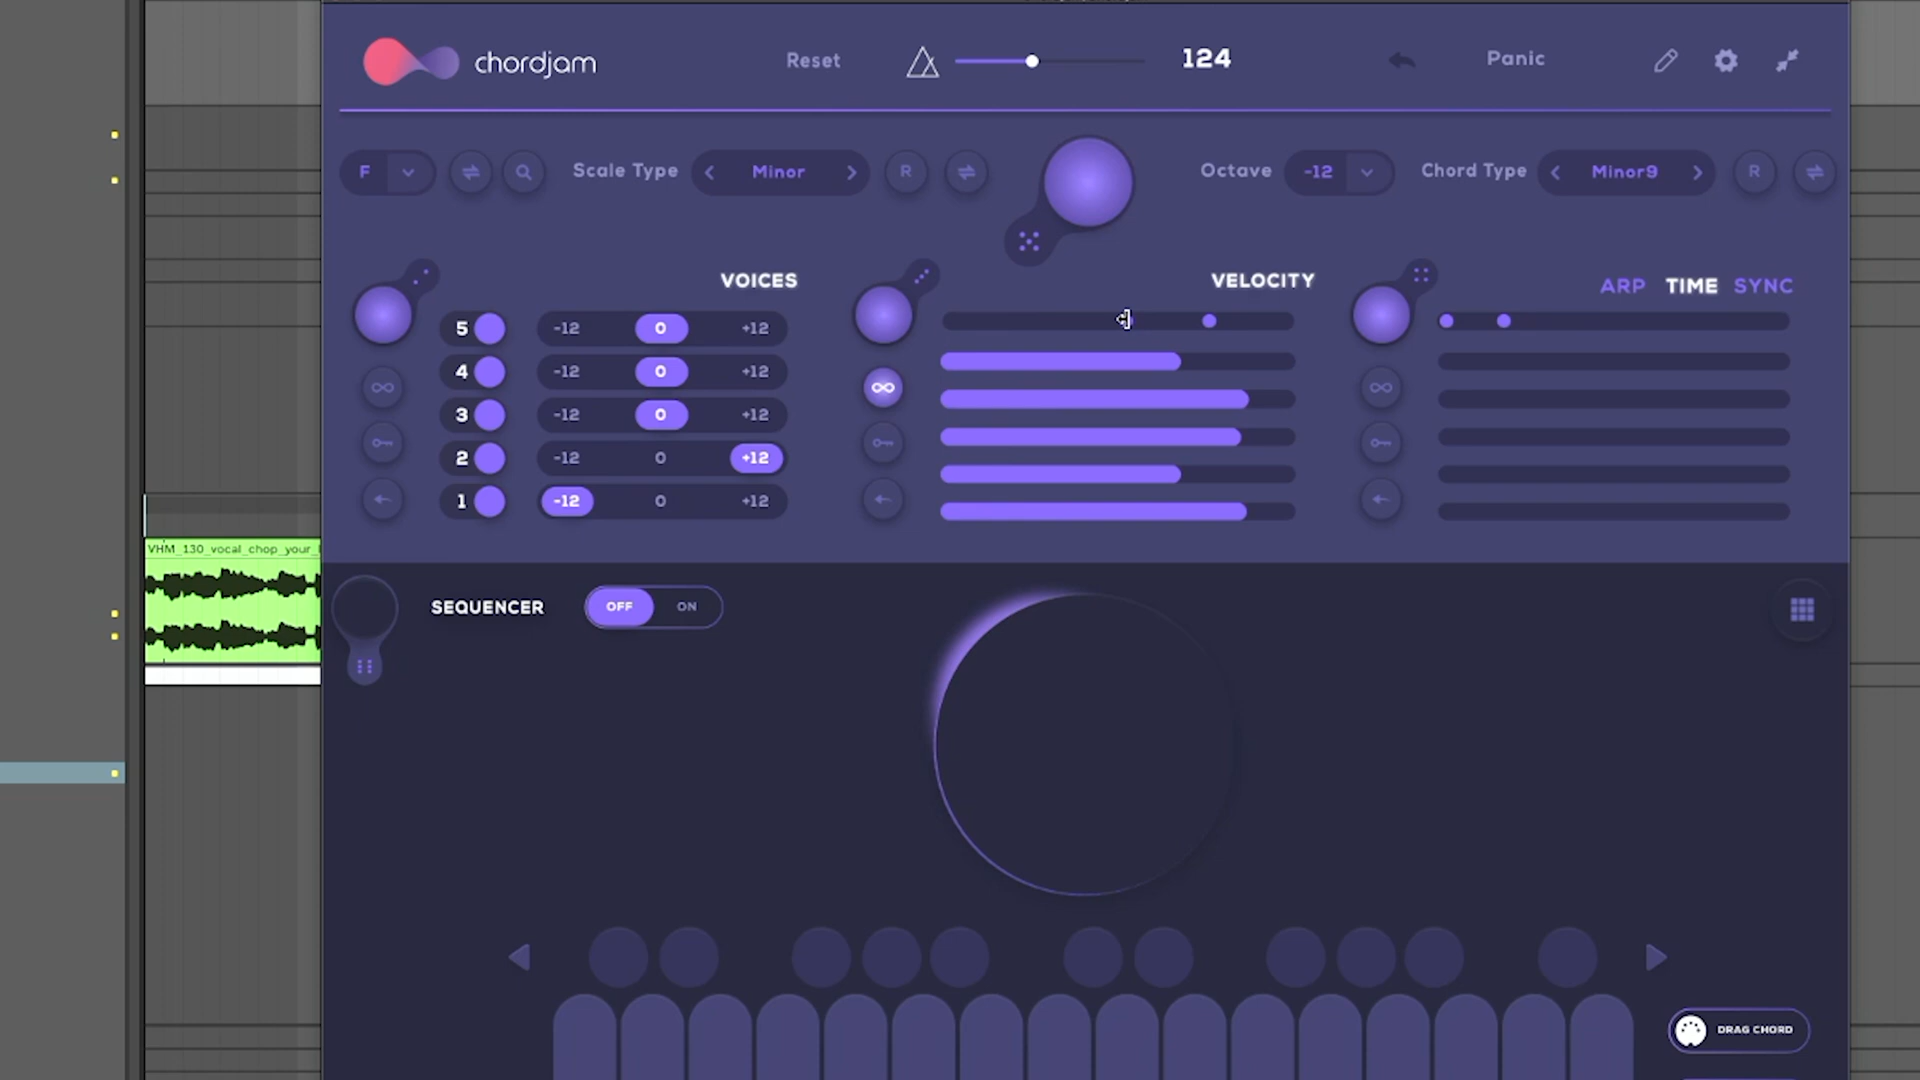 chordjam
Reset
124
Panic
F
Scale Type
Minor
R
Octave
-12
Chord Type
Minor9
R
VOICES
5 -12 0 +12
4 -12 0 +12
3 -12 0 +12
2 -12 0 +12
1 -12 0 +12
VELOCITY
ARP TIME SYNC
VHM_130_vocal_chop_your_
SEQUENCER
OFF ON
DRAG CHORD